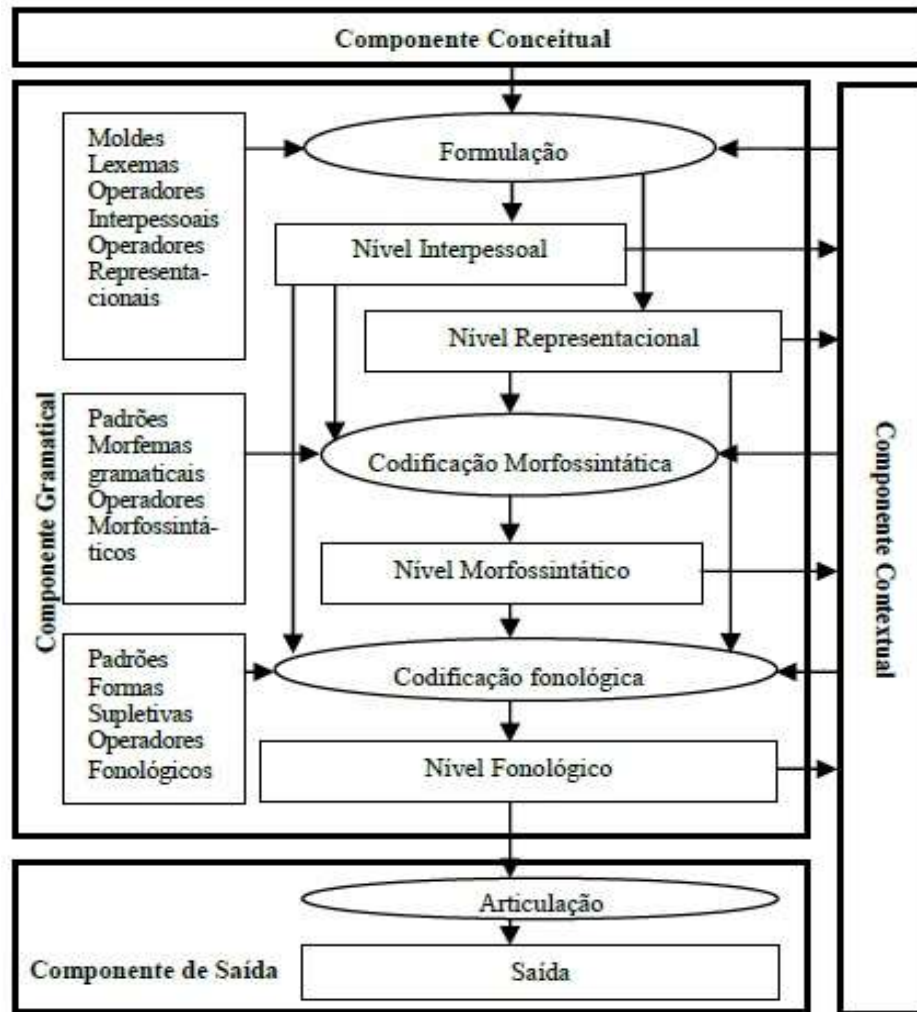 Componente Conceitual
Moldes
Lexemas
Operadores
Interpessoais
Operadores
Representa-
cionais
Formulação
Nível Interpessoal
Nível Representacional
Componente Gramatical
Padrões
Morfemas
gramaticais
Operadores
Morfossintá-
ticos
Codificação Morfossintática
Nível Morfossintático
Componente Contextual
Padrões
Formas
Supletivas
Operadores
Fonológicos
Codificação fonológica
Nível Fonológico
Articulação
Componente de Saída
Saída